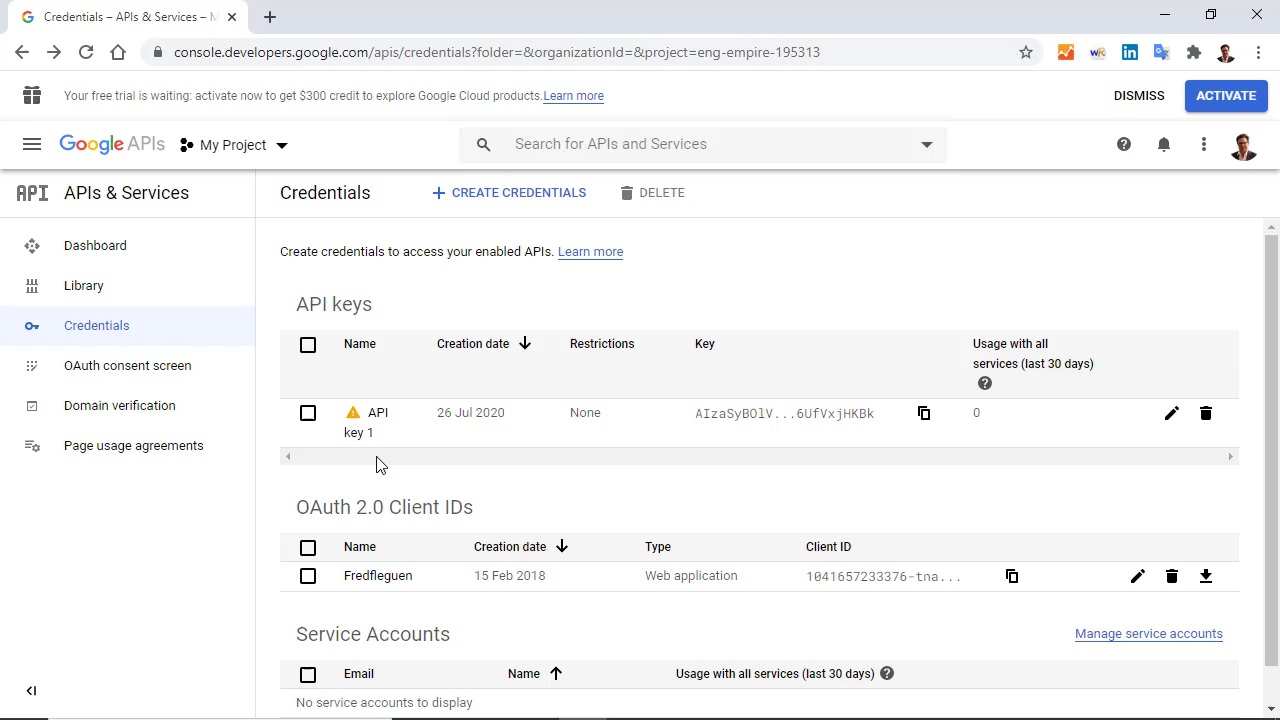 Credentials – APIs & Services – M
console.developers.google.com/apis/credentials?folder=&organizationId=&project=eng-empire-195313
Your free trial is waiting: activate now to get $300 credit to explore Google Cloud products. Learn more
DISMISS
ACTIVATE
Google APIs
My Project
Search for APIs and Services
API APIs & Services
Credentials
CREATE CREDENTIALS
DELETE
Dashboard
Library
Credentials
OAuth consent screen
Domain verification
Page usage agreements
Create credentials to access your enabled APIs. Learn more
API keys
Name Creation date Restrictions Key Usage with all
services (last 30 days)
API 26 Jul 2020 None AIzaSyBOlV...6UfVxjHKBk 0
key 1
OAuth 2.0 Client IDs
Name Creation date Type Client ID
Fredfleguen 15 Feb 2018 Web application 1041657233376-tna...
Service Accounts
Manage service accounts
Email Name Usage with all services (last 30 days)
No service accounts to display